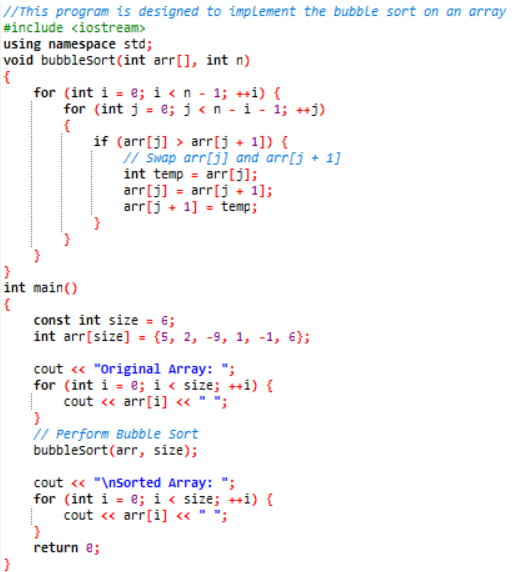 //This program is designed to implement the bubble sort on an array
#include <iostream>
using namespace std;
void bubbleSort(int arr[], int n)
{
    for (int i = 0; i < n - 1; ++i) {
        for (int j = 0; j < n - i - 1; ++j)
        {
            if (arr[j] > arr[j + 1]) {
                // Swap arr[j] and arr[j + 1]
                int temp = arr[j];
                arr[j] = arr[j + 1];
                arr[j + 1] = temp;
            }
        }
    }
}
int main()
{
    const int size = 6;
    int arr[size] = {5, 2, -9, 1, -1, 6};

    cout << "Original Array: ";
    for (int i = 0; i < size; ++i) {
        cout << arr[i] << " ";
    }
    // Perform Bubble Sort
    bubbleSort(arr, size);

    cout << "\nSorted Array: ";
    for (int i = 0; i < size; ++i) {
        cout << arr[i] << " ";
    }
    return 0;
}